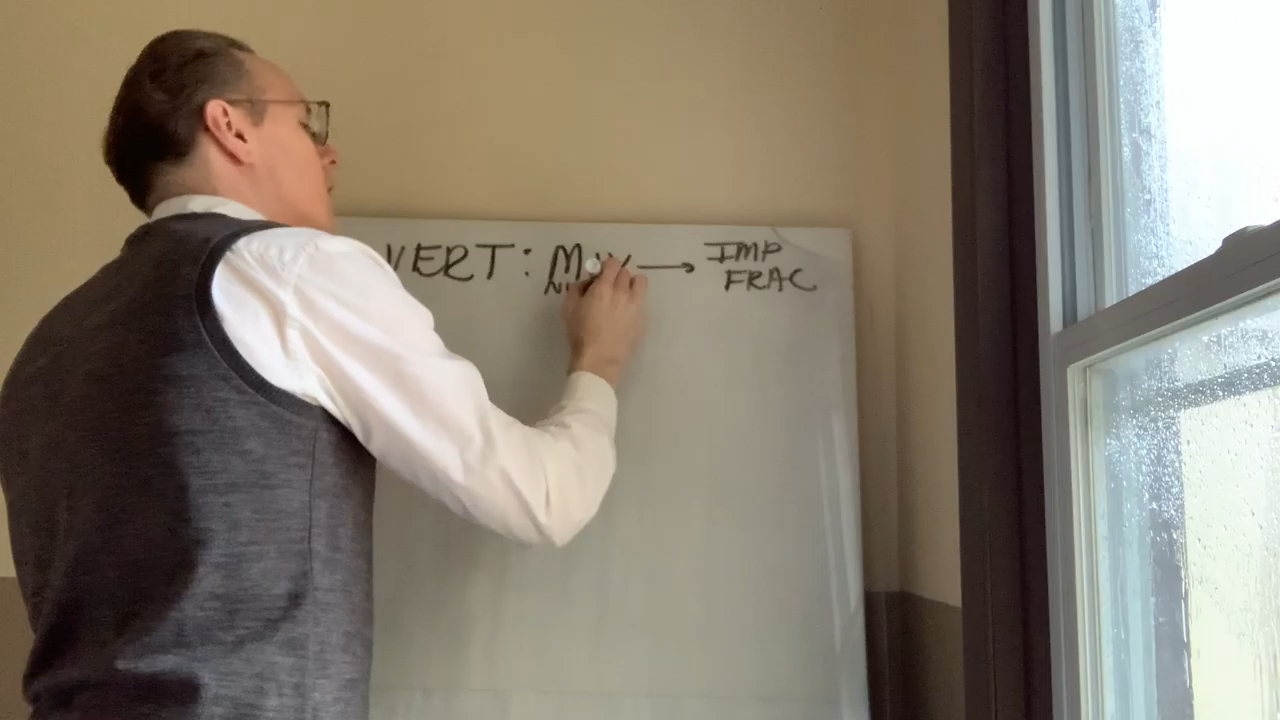 VERT: Mix → IMP
FRAC